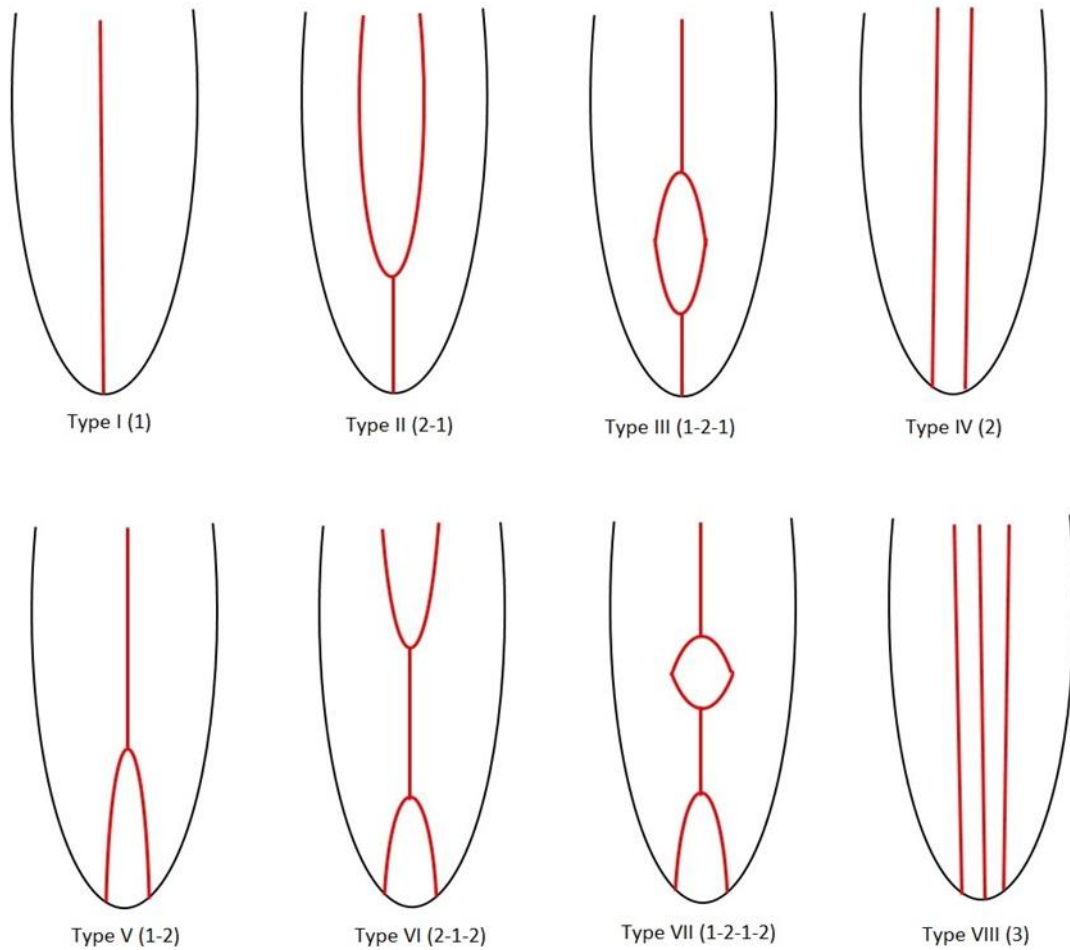 Type I (1)
Type II (2-1)
Type III (1-2-1)
Type IV (2)
Type V (1-2)
Type VI (2-1-2)
Type VII (1-2-1-2)
Type VIII (3)